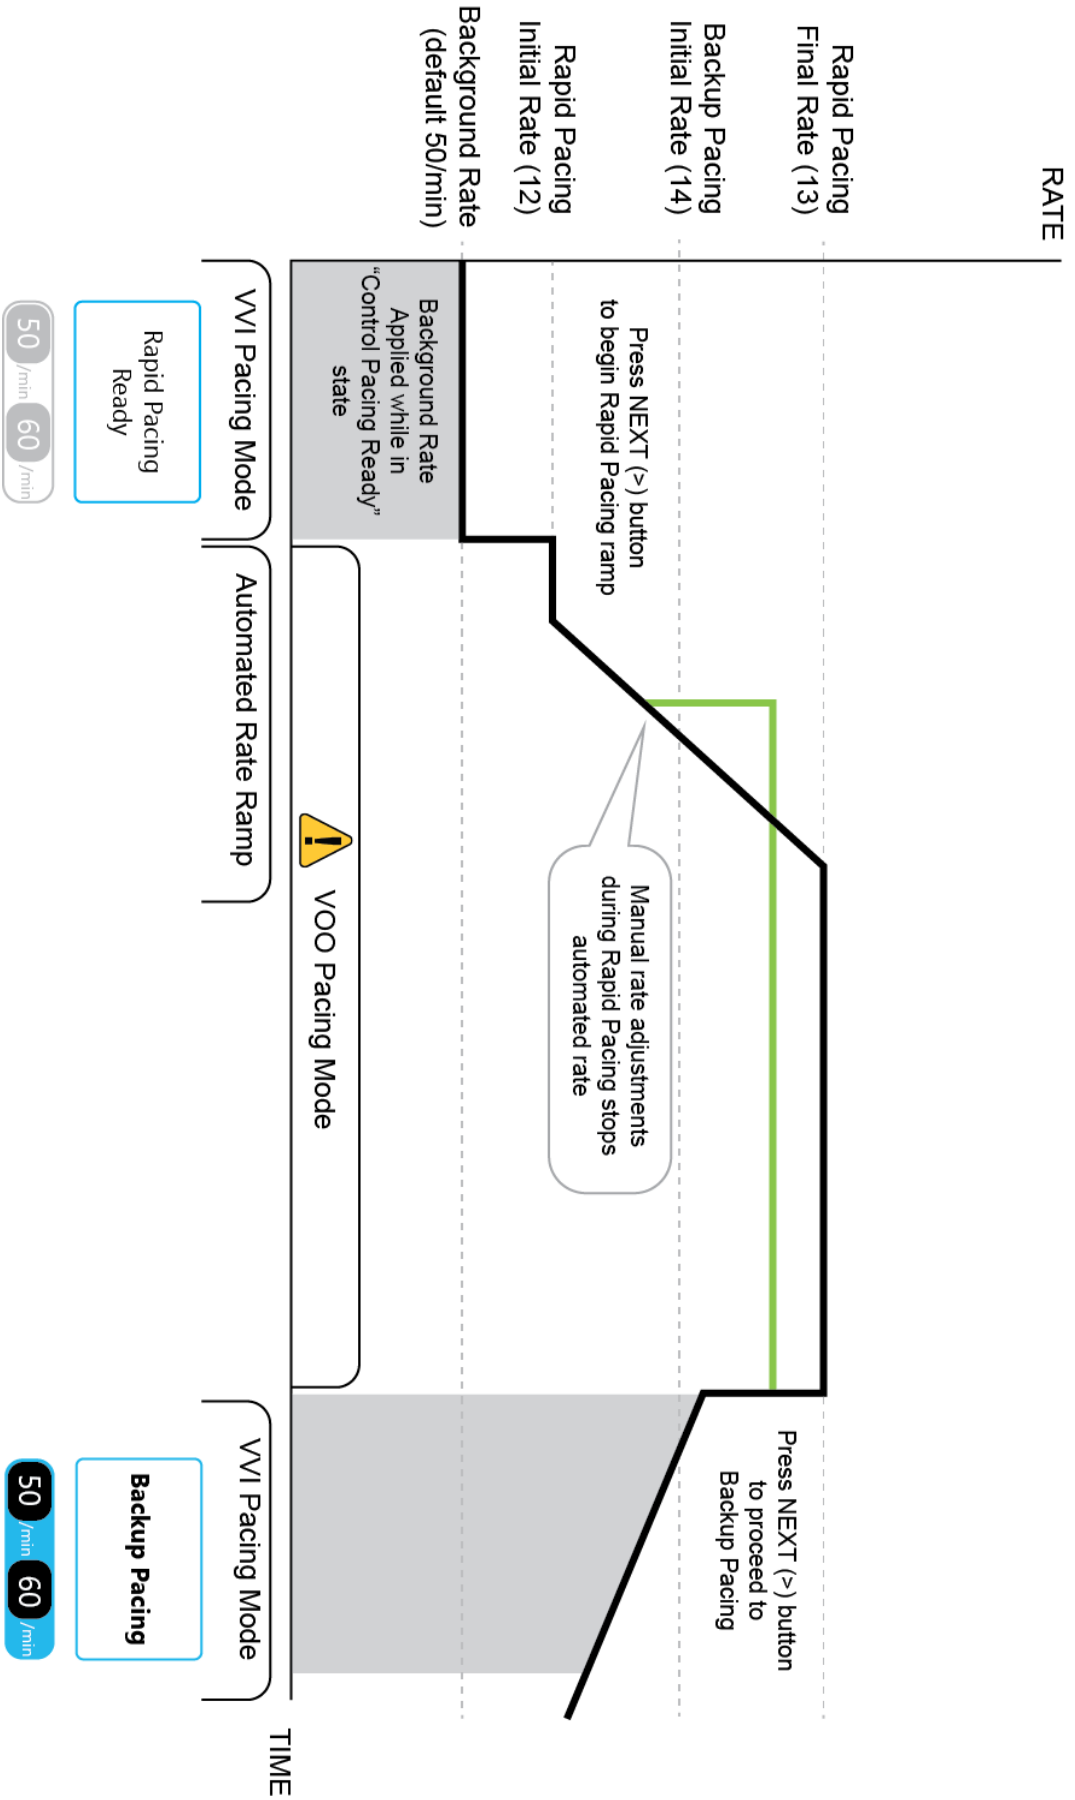 RATE
Rapid Pacing
Final Rate (13)
Backup Pacing
Initial Rate (14)
Rapid Pacing
Initial Rate (12)
Background Rate
(default 50/min)
Press NEXT (>) button
to begin Rapid Pacing ramp
Background Rate
Applied while in
“Control Pacing Ready”
state
Manual rate adjustments
during Rapid Pacing stops
automated rate
Press NEXT (>) button
to proceed to
Backup Pacing
! VOO Pacing Mode
TIME
VVI Pacing Mode
Automated Rate Ramp
VVI Pacing Mode
Rapid Pacing
Ready
Backup Pacing
50 /min 60 /min
50 /min 60 /min